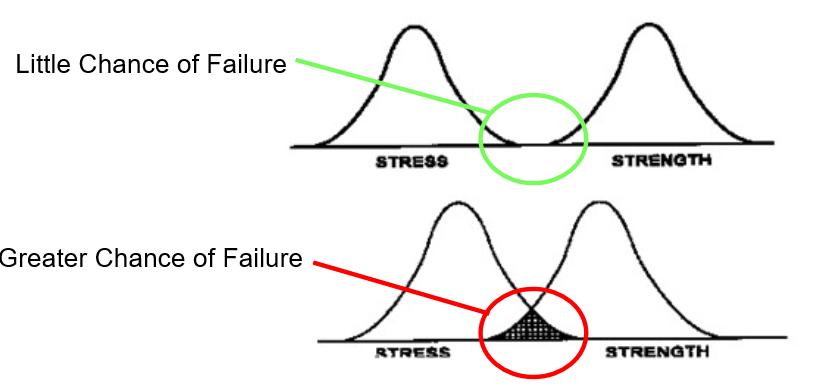 Little Chance of Failure
STRESS
STRENGTH
Greater Chance of Failure
STRESS
STRENGTH